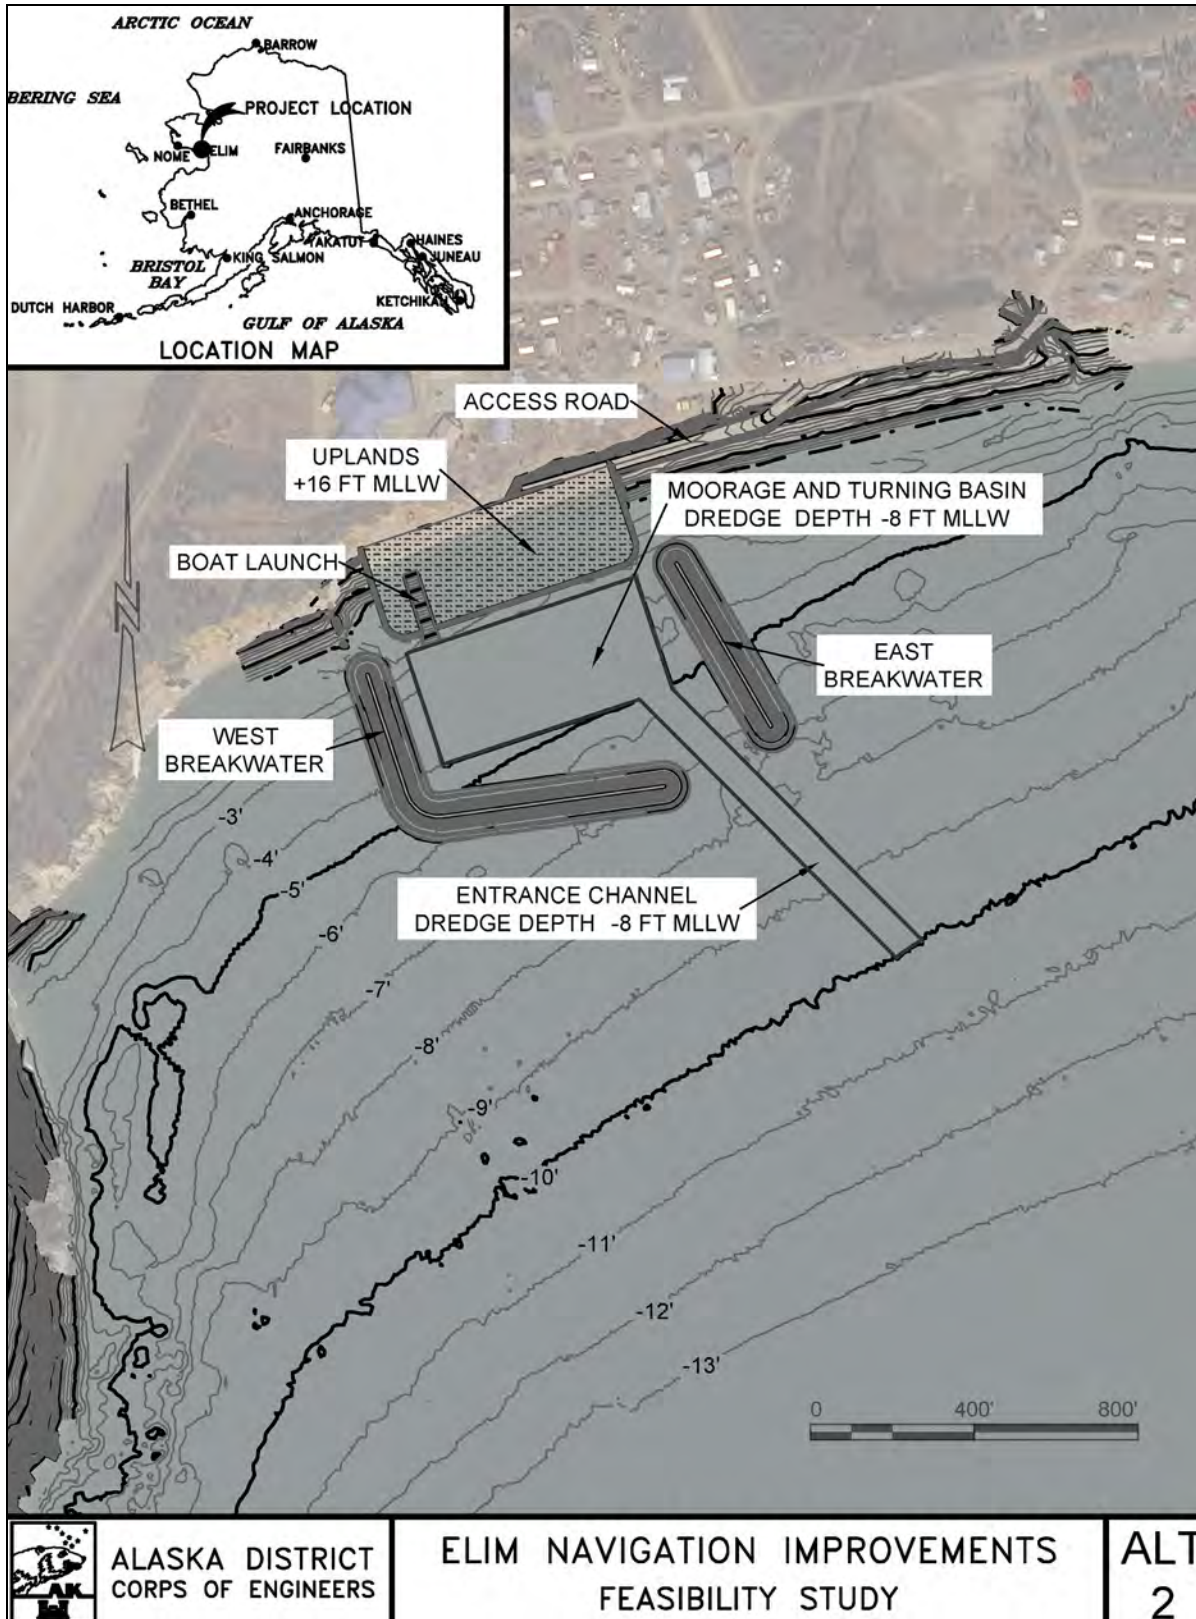 ARCTIC OCEAN
BARROW
BERING SEA
PROJECT LOCATION
NOME
ELIM
FAIRBANKS
BETHEL
ANCHORAGE
YAKATUT
HAINES
JUNEAU
KING SALMON
BRISTOL
BAY
KETCHIKAN
DUTCH HARBOR
GULF OF ALASKA
LOCATION MAP
ACCESS ROAD
UPLANDS
+16 FT MLLW
MOORAGE AND TURNING BASIN
DREDGE DEPTH -8 FT MLLW
BOAT LAUNCH
N
EAST
BREAKWATER
WEST
BREAKWATER
-3'
-4'
-5'
ENTRANCE CHANNEL
DREDGE DEPTH -8 FT MLLW
-6'
-7'
-8'
-9'
-10'
-11'
-12'
-13'
0 400' 800'
AK
ALASKA DISTRICT
CORPS OF ENGINEERS
ELIM NAVIGATION IMPROVEMENTS
FEASIBILITY STUDY
ALT
2